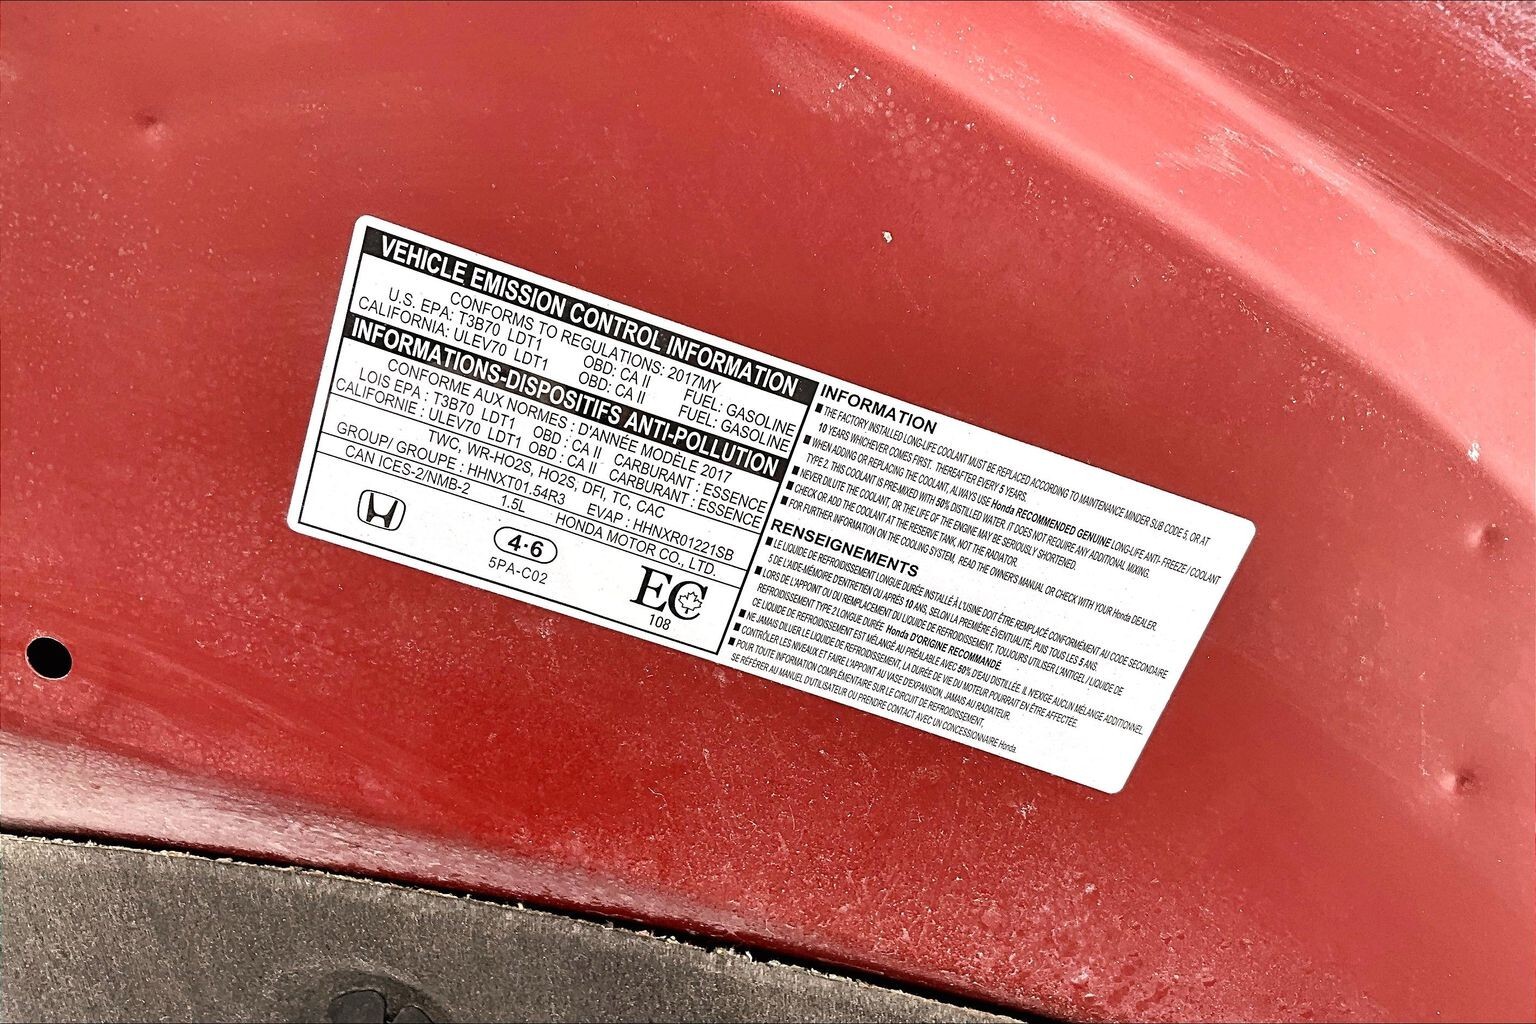 VEHICLE EMISSION CONTROL INFORMATION
CONFORMS TO REGULATIONS: 2017MY
U.S. EPA: T3B70 LDT1 OBD: CA II FUEL: GASOLINE
CALIFORNIA: ULEV70 LDT1 OBD: CA II FUEL: GASOLINE
INFORMATIONS-DISPOSITIFS ANTI-POLLUTION
CONFORME AUX NORMES : D'ANNÉE MODÈLE 2017
LOIS EPA : T3B70 LDT1 OBD : CA II CARBURANT : ESSENCE
CALIFORNIE : ULEV70 LDT1 OBD : CA II CARBURANT : ESSENCE
TWC, WR-HO2S, HO2S, DFI, TC, CAC
GROUP/ GROUPE : HHNXT01.54R3 EVAP : HHNXR01221SB
CAN ICES-2/NMB-2 1.5L HONDA MOTOR CO., LTD.
4·6
5PA-C02
EC
108
INFORMATION
■ THE FACTORY INSTALLED LONG-LIFE COOLANT MUST BE REPLACED ACCORDING TO MAINTENANCE MINDER SUB CODE 5, OR AT
10 YEARS WHICHEVER COMES FIRST. THEREAFTER EVERY 5 YEARS.
■ WHEN ADDING OR REPLACING THE COOLANT, ALWAYS USE Honda RECOMMENDED GENUINE LONG-LIFE ANTI-FREEZE / COOLANT
TYPE 2. THIS COOLANT IS PRE-MIXED WITH 50% DISTILLED WATER. IT DOES NOT REQUIRE ANY ADDITIONAL MIXING.
■ NEVER DILUTE THE COOLANT, OR THE LIFE OF THE ENGINE MAY BE SERIOUSLY SHORTENED.
■ CHECK OR ADD THE COOLANT AT THE RESERVE TANK, NOT THE RADIATOR.
■ FOR FURTHER INFORMATION ON THE COOLING SYSTEM, READ THE OWNER'S MANUAL OR CHECK WITH YOUR Honda DEALER.
RENSEIGNEMENTS
■ LE LIQUIDE DE REFROIDISSEMENT LONGUE DURÉE INSTALLÉ À L'USINE DOIT ÊTRE REMPLACÉ CONFORMÉMENT AU CODE SECONDAIRE
5 DE L'AIDE-MÉMOIRE D'ENTRETIEN OU APRÈS 10 ANS, SELON LA PREMIÈRE ÉVENTUALITÉ, PUIS TOUS LES 5 ANS.
■ LORS DE L'APPOINT OU DU REMPLACEMENT DU LIQUIDE DE REFROIDISSEMENT, TOUJOURS UTILISER L'ANTIGEL / LIQUIDE DE
REFROIDISSEMENT TYPE 2 LONGUE DURÉE Honda D'ORIGINE RECOMMANDÉ.
CE LIQUIDE DE REFROIDISSEMENT EST MÉLANGÉ AU PRÉALABLE AVEC 50% D'EAU DISTILLÉE. IL N'EXIGE AUCUN MÉLANGE ADDITIONNEL.
■ NE JAMAIS DILUER LE LIQUIDE DE REFROIDISSEMENT, LA DURÉE DE VIE DU MOTEUR POURRAIT EN ÊTRE AFFECTÉE.
■ CONTRÔLER LES NIVEAUX ET FAIRE L'APPOINT AU VASE D'EXPANSION, JAMAIS AU RADIATEUR.
■ POUR TOUTE INFORMATION COMPLÉMENTAIRE SUR LE CIRCUIT DE REFROIDISSEMENT,
SE RÉFÉRER AU MANUEL D'UTILISATEUR OU PRENDRE CONTACT AVEC UN CONCESSIONNAIRE Honda.